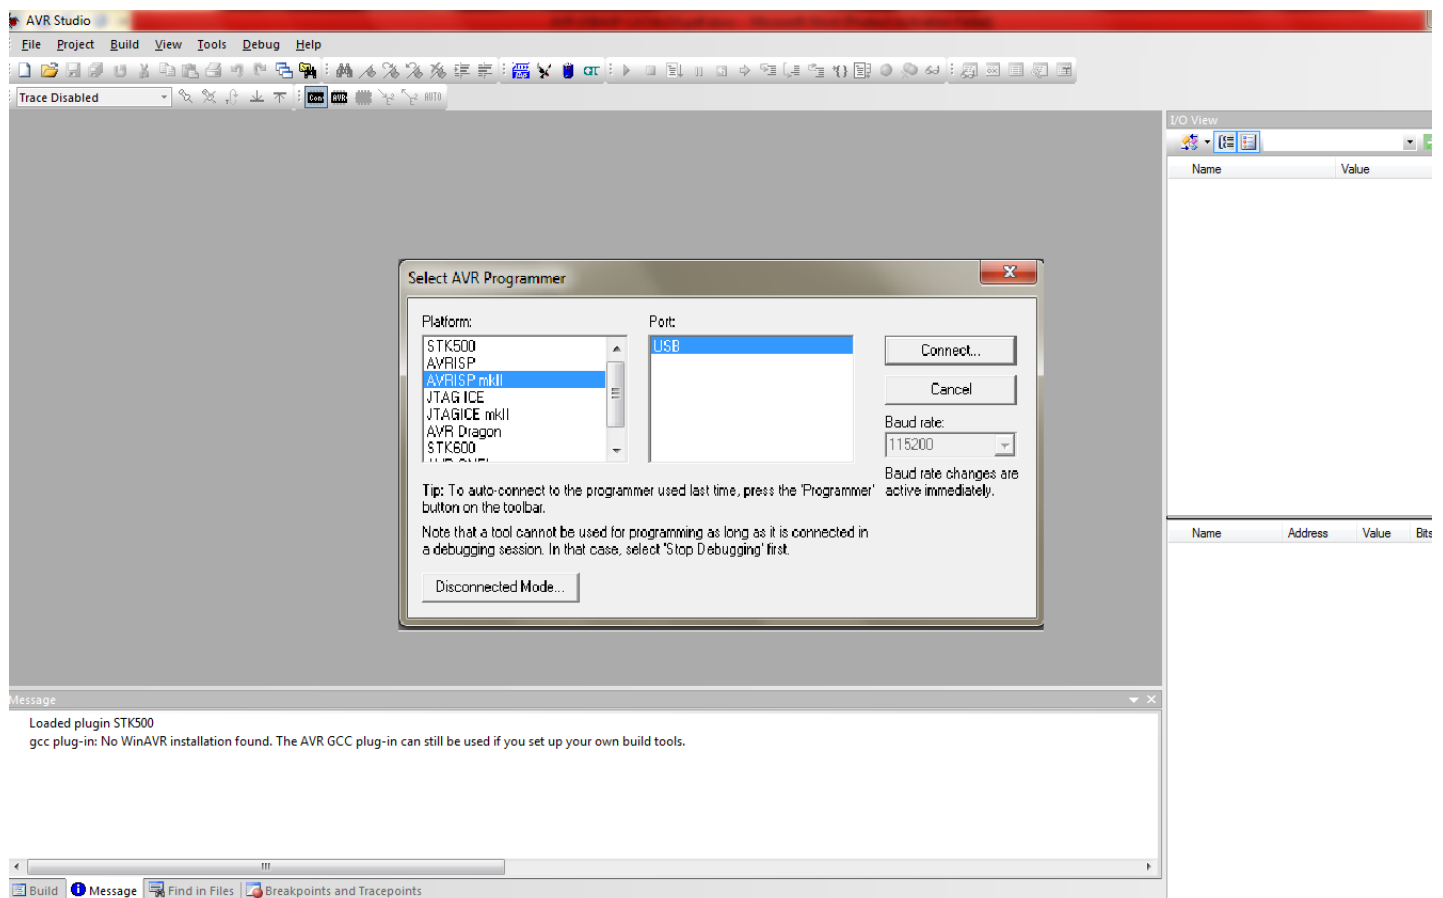 AVR Studio
File Project Build View Tools Debug Help
Trace Disabled
Con AVR AUTO
I/O View
Name Value
Select AVR Programmer
Platform:
Port:
STK500
AVRISP
AVRISP mkII
JTAG ICE
JTAGICE mkII
AVR Dragon
STK600
USB
Connect...
Cancel
Baud rate:
115200
Baud rate changes are
active immediately.
Tip: To auto-connect to the programmer used last time, press the 'Programmer'
button on the toolbar.
Note that a tool cannot be used for programming as long as it is connected in
a debugging session. In that case, select 'Stop Debugging' first.
Disconnected Mode...
Name Address Value Bits
Message
Loaded plugin STK500
gcc plug-in: No WinAVR installation found. The AVR GCC plug-in can still be used if you set up your own build tools.
Build Message Find in Files Breakpoints and Tracepoints